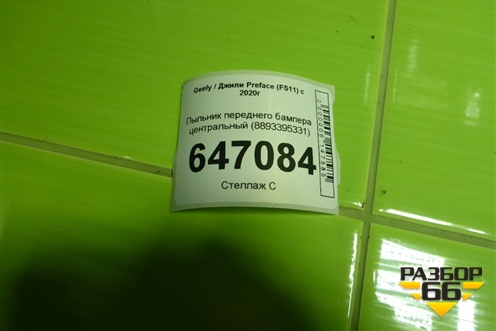 Geely / Джили Preface (FS11) с
2020г
Пыльник переднего бампера
центральный (8893395331)
647084
Стеллаж С
РАЗБОР
66